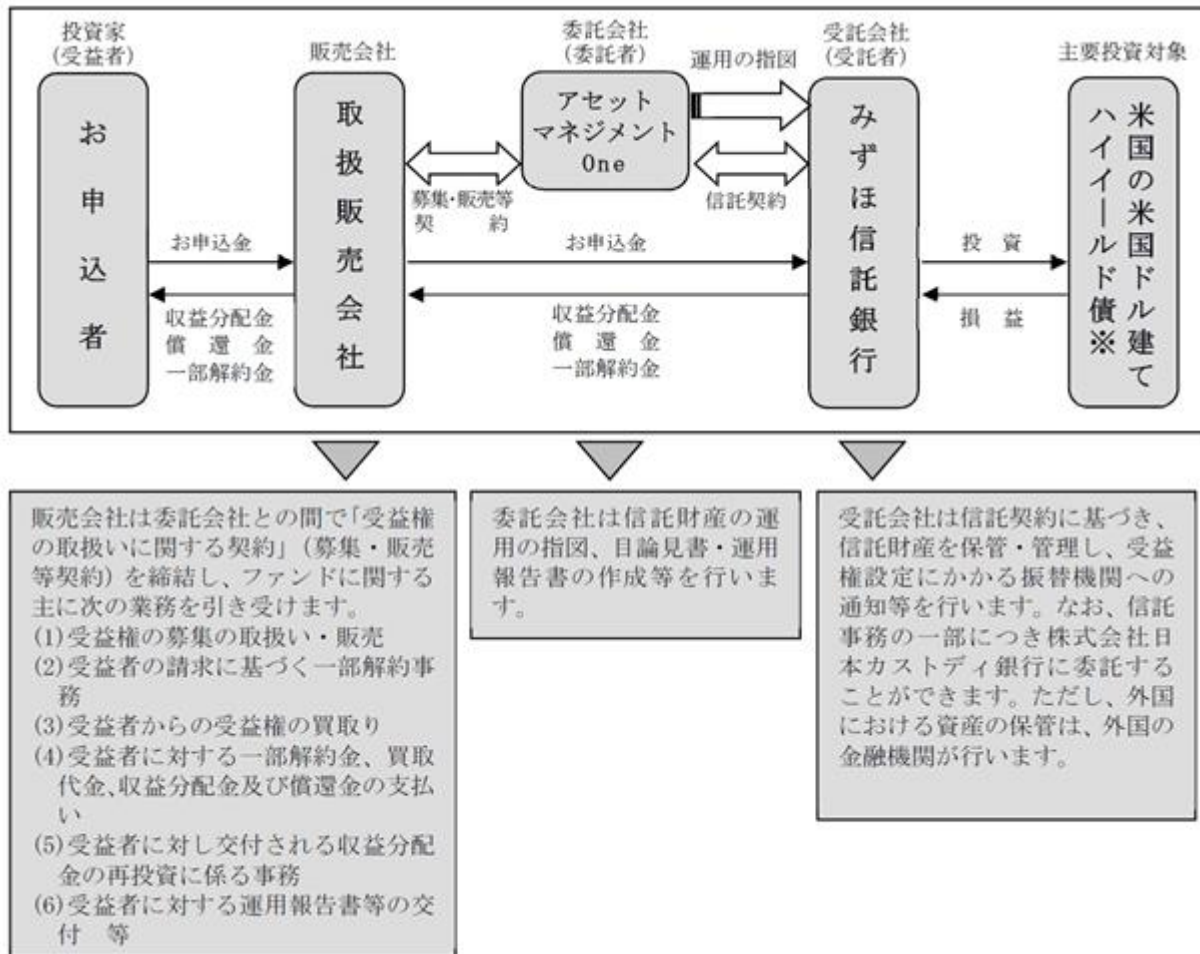 投資家
(受益者)
お申込者
販売会社
取扱販売会社
委託会社
(委託者)
アセット
マネジメント
One
運用の指図
受託会社
(受託者)
みずほ信託銀行
主要投資対象
米国の米国ドル建て
ハイイールド債※
募集・販売等
契　　約
信託契約
お申込金
収益分配金
償　還　金
一部解約金
お申込金
収益分配金
償　還　金
一部解約金
投　資
損　益
販売会社は委託会社との間で「受益権
の取扱いに関する契約」(募集・販売
等契約)を締結し、ファンドに関する
主に次の業務を引き受けます。
(1)受益権の募集の取扱い・販売
(2)受益者の請求に基づく一部解約事
務
(3)受益者からの受益権の買取り
(4)受益者に対する一部解約金、買取
代金、収益分配金及び償還金の支払
い
(5)受益者に対し交付される収益分配
金の再投資に係る事務
(6)受益者に対する運用報告書等の交
付　等
委託会社は信託財産の運
用の指図、目論見書・運用
報告書の作成等を行いま
す。
受託会社は信託契約に基づき、
信託財産を保管・管理し、受益
権設定にかかる振替機関への
通知等を行います。なお、信託
事務の一部につき株式会社日
本カストディ銀行に委託する
ことができます。ただし、外国
における資産の保管は、外国の
金融機関が行います。